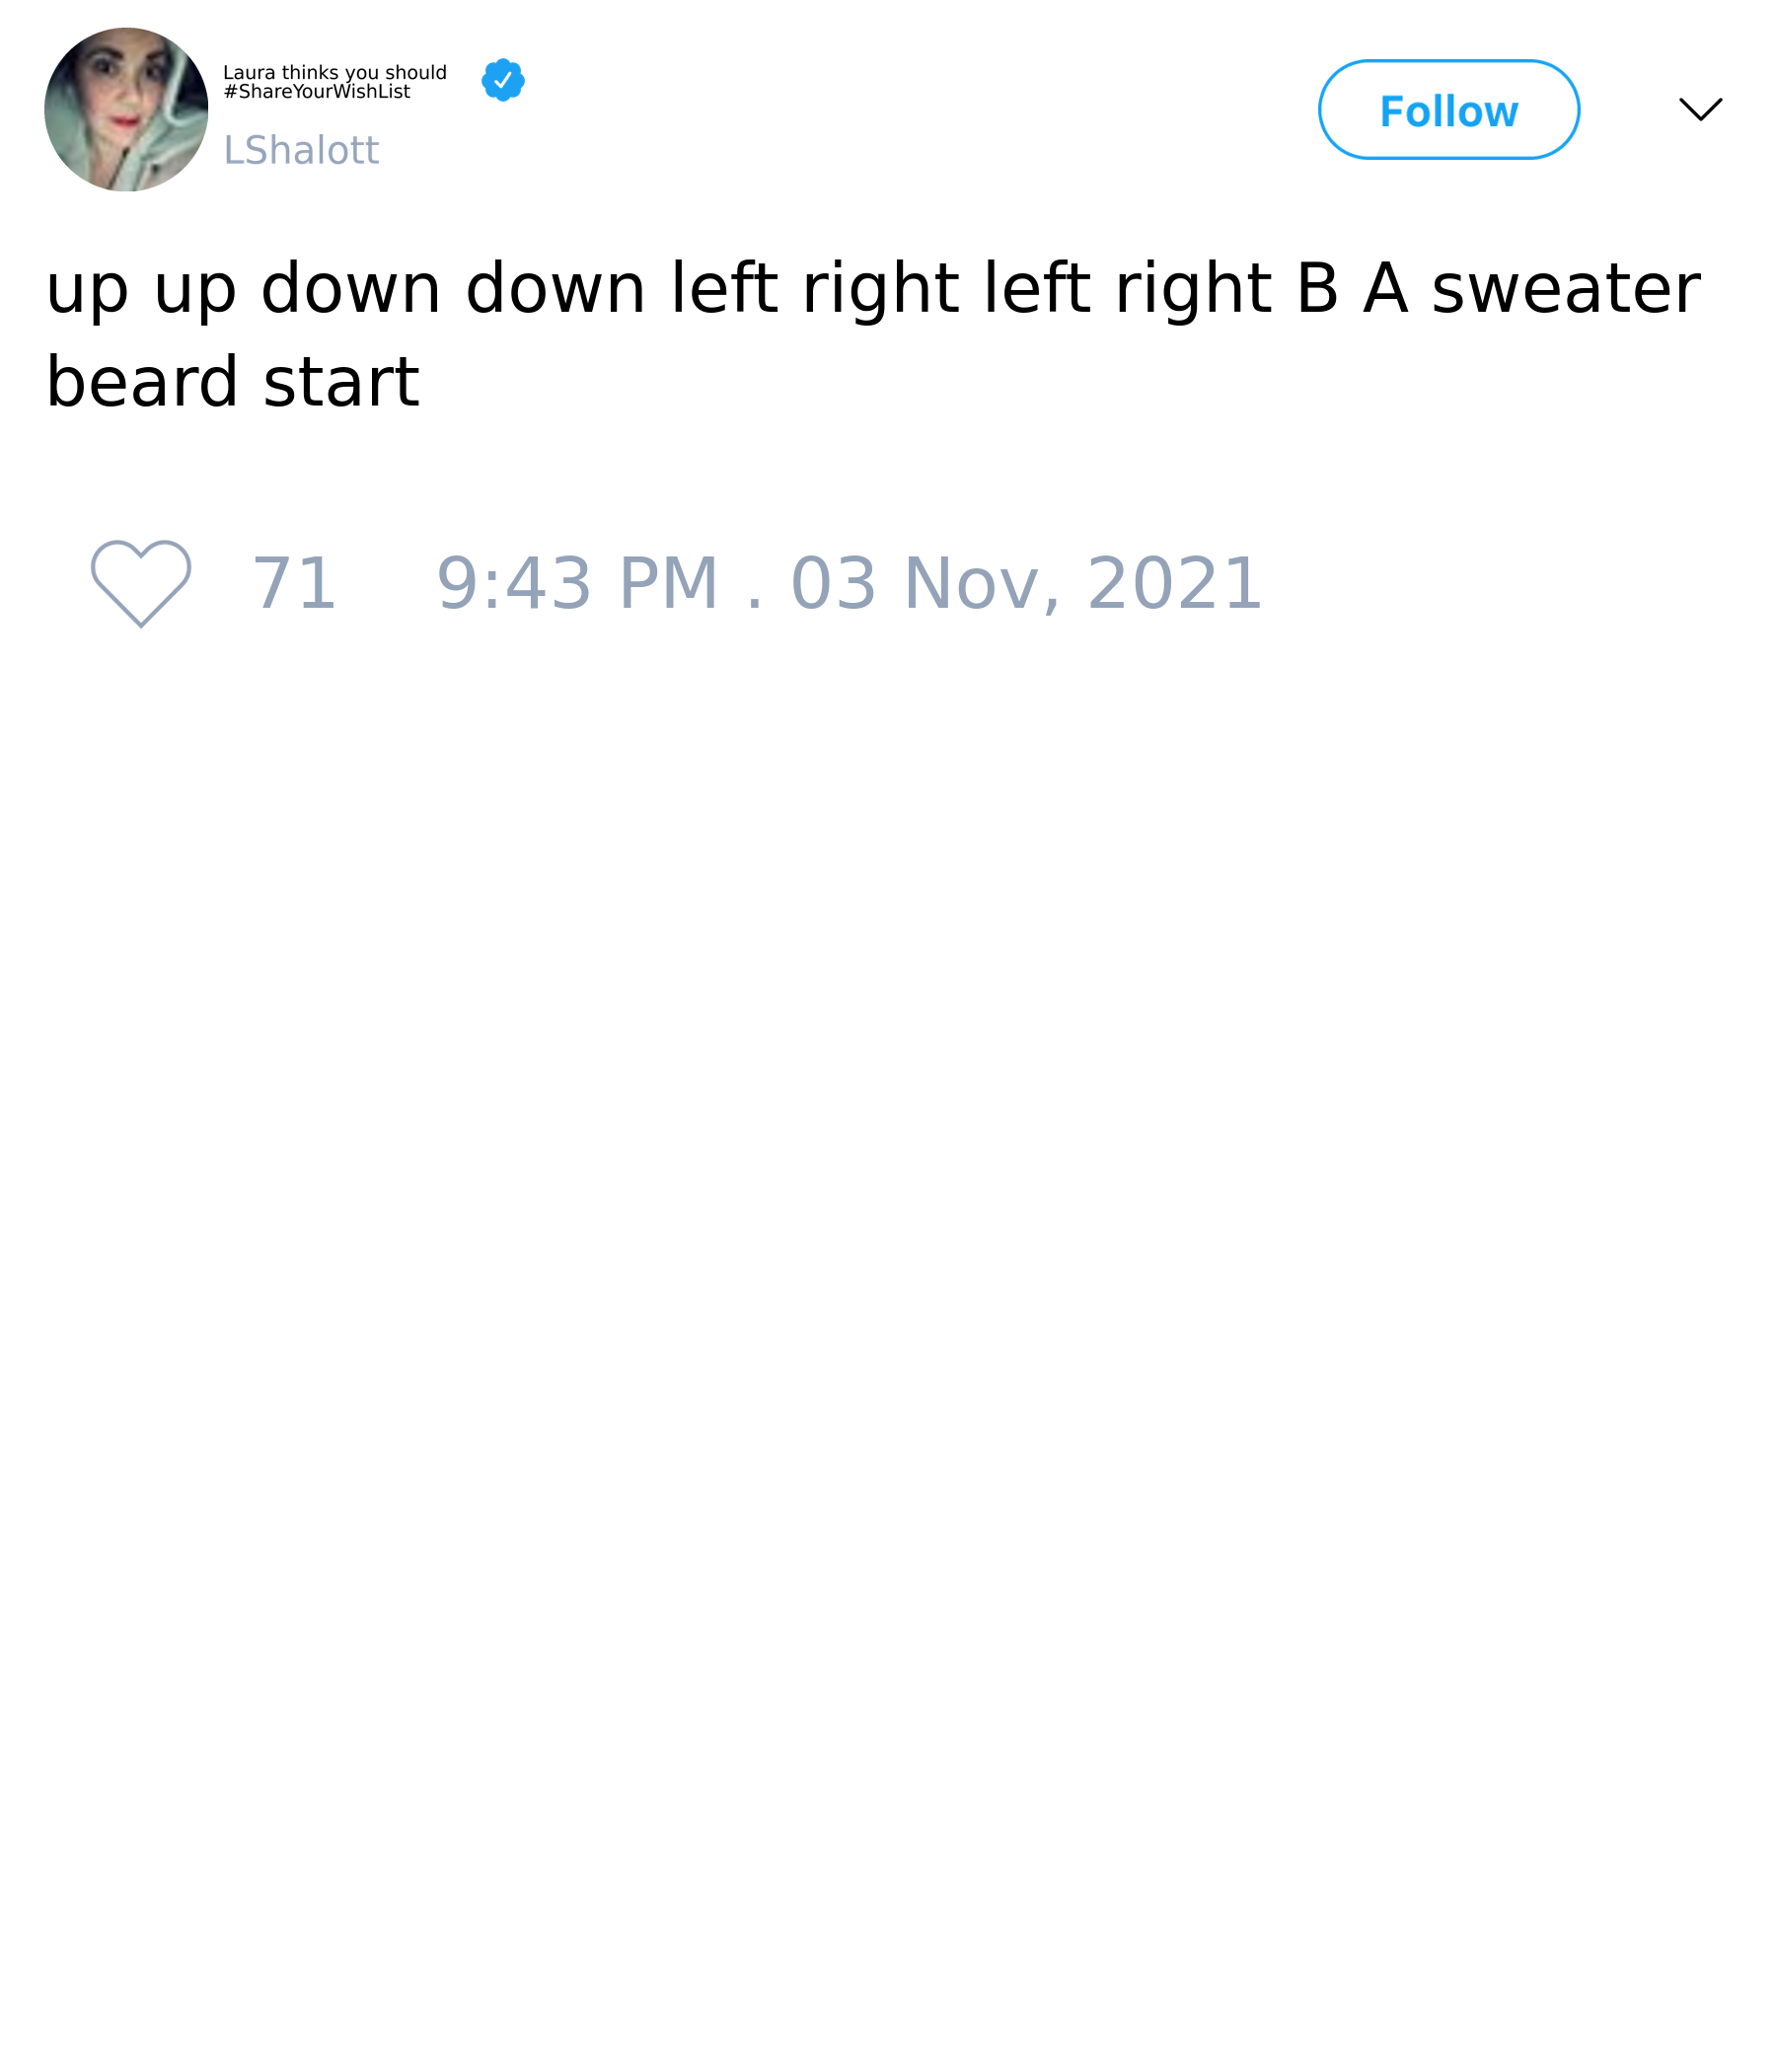 Laura thinks you should
#ShareYourWishList
LShalott
Follow
up up down down left right left right B A sweater
beard start
71 9:43 PM . 03 Nov, 2021